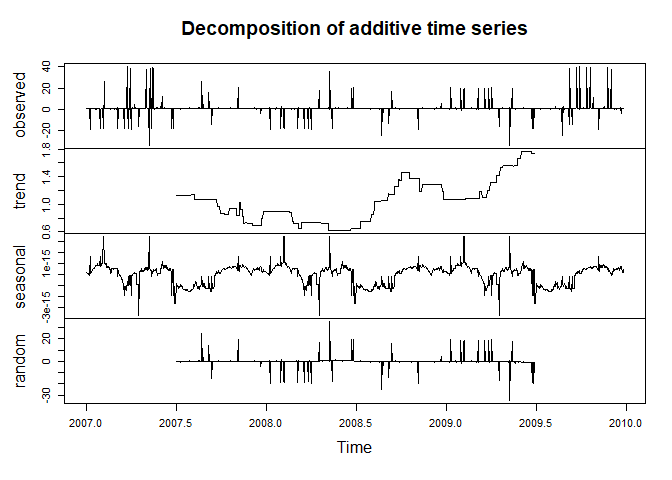 Decomposition of additive time series
observed
40
20
0
-20
trend
1.8
1.4
0.6
seasonal
1e-15
-3e-15
random
20
0
-30
2007.0 2007.5 2008.0 2008.5 2009.0 2009.5 2010.0
Time